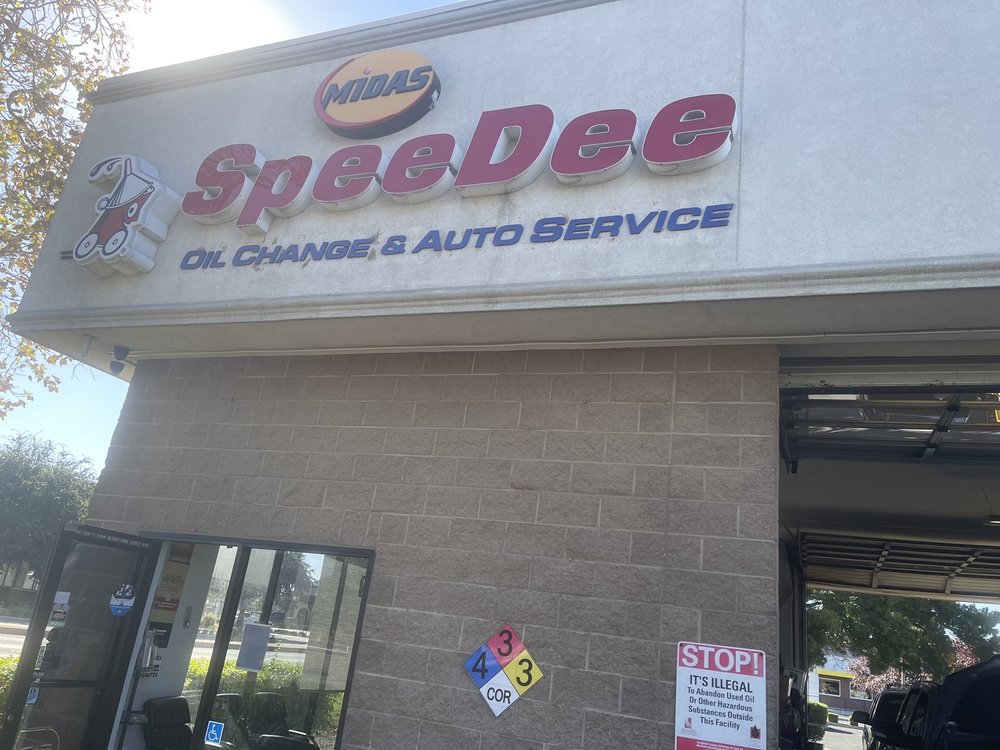 MIDAS
SpeeDee
OIL CHANGE & AUTO SERVICE
3
4 3
COR
STOP!
IT'S ILLEGAL
To Abandon Used Oil
Or Other Hazardous
Substances Outside
This Facility
PUSH